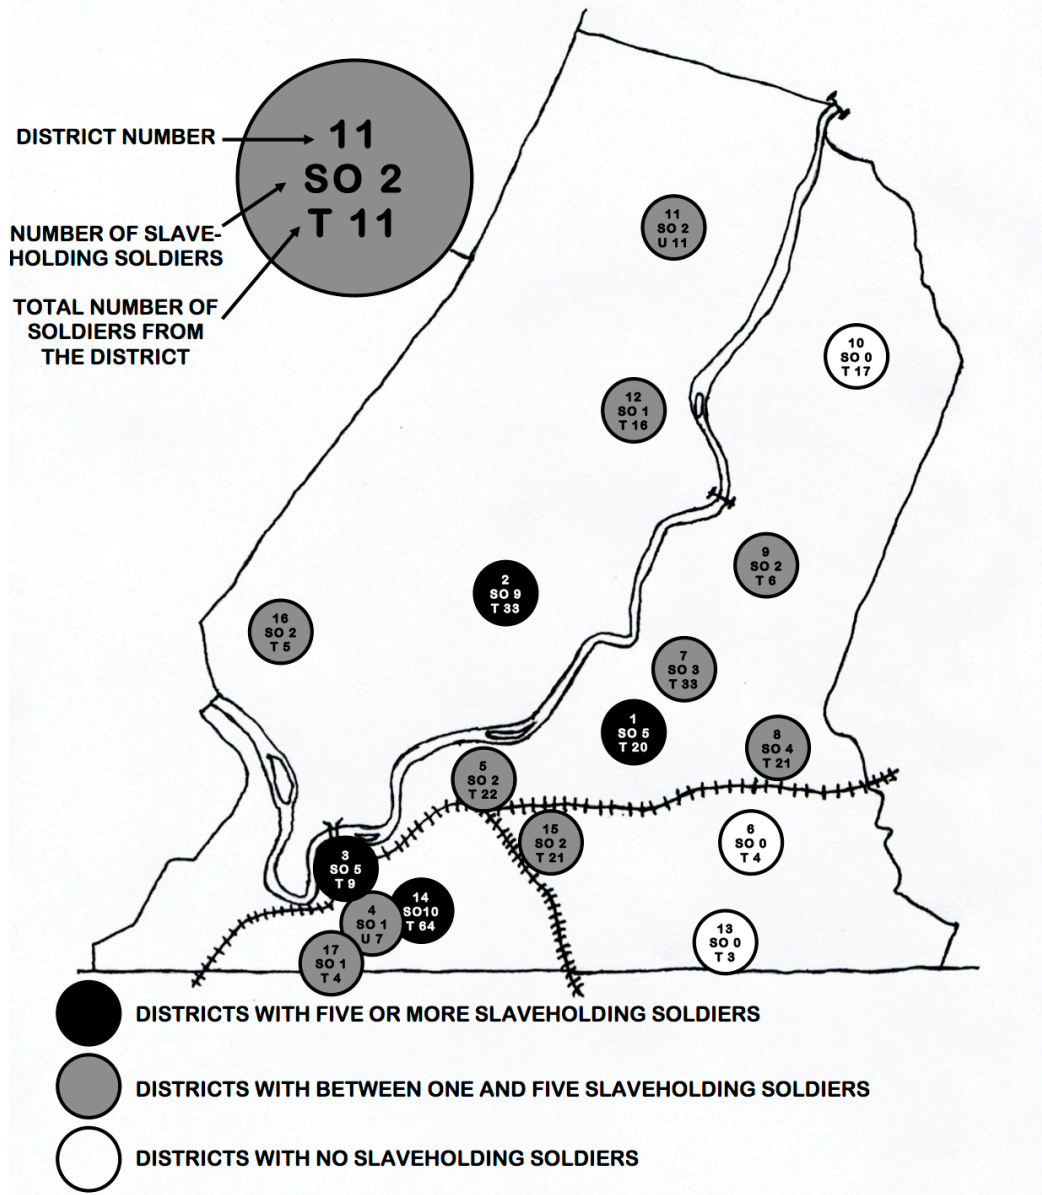 DISTRICT NUMBER
11
SO 2
T 11
NUMBER OF SLAVE-
HOLDING SOLDIERS
TOTAL NUMBER OF
SOLDIERS FROM
THE DISTRICT
11
SO 2
U 11
10
SO 0
T 17
12
SO 1
T 16
9
SO 2
T 6
2
SO 9
T 33
16
SO 2
T 5
7
SO 3
T 33
1
SO 5
T 20
8
SO 4
T 21
5
SO 2
T 22
15
SO 2
T 21
6
SO 0
T 4
3
SO 5
T 9
14
SO10
T 64
4
SO 1
U 7
13
SO 0
T 3
17
SO 1
T 4
DISTRICTS WITH FIVE OR MORE SLAVEHOLDING SOLDIERS
DISTRICTS WITH BETWEEN ONE AND FIVE SLAVEHOLDING SOLDIERS
DISTRICTS WITH NO SLAVEHOLDING SOLDIERS